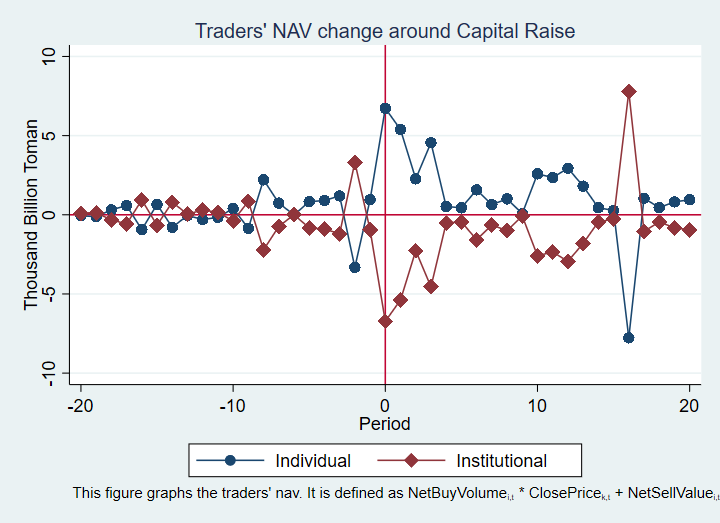 Traders' NAV change around Capital Raise
Thousand Billion Toman
10
5
0
-5
-10
-20
-10
0
10
20
Period
Individual
Institutional
This figure graphs the traders' nav. It is defined as NetBuyVolumei,t * ClosePricek,t + NetSellValuei,t